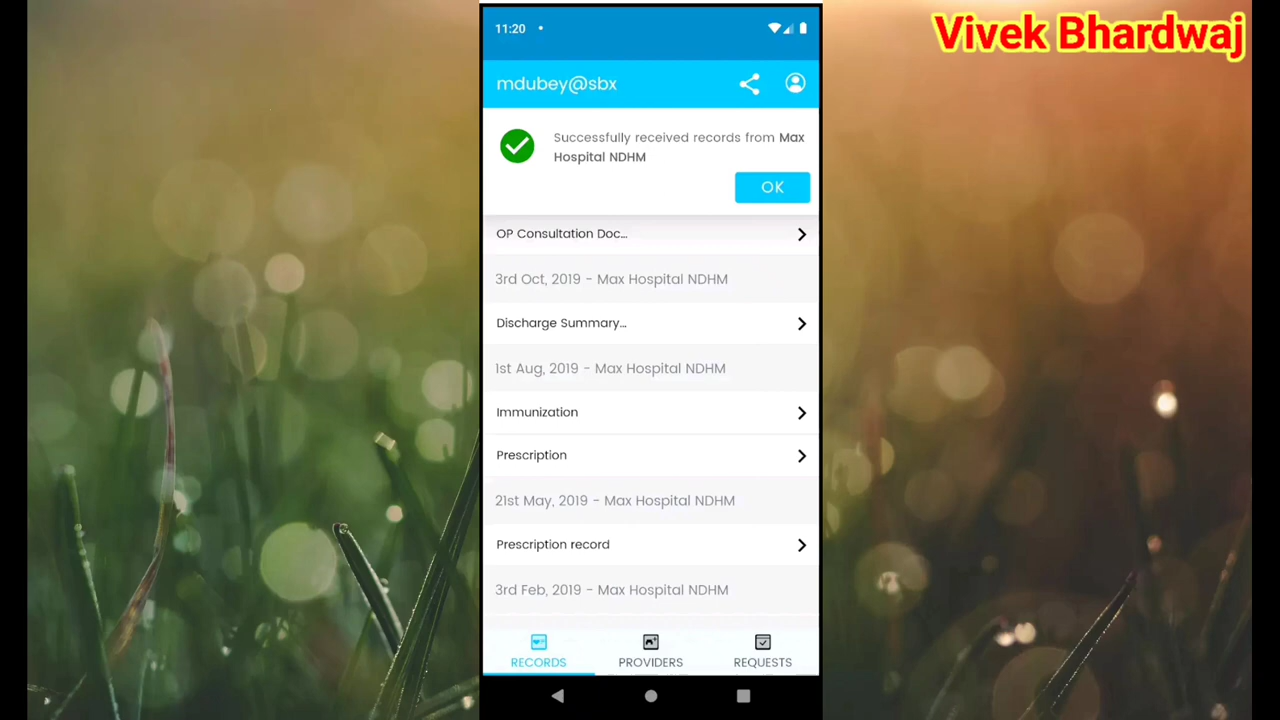 Vivek Bhardwaj
11:20
mdubey@sbx
Successfully received records from Max
Hospital NDHM
OK
OP Consultation Doc...
3rd Oct, 2019 - Max Hospital NDHM
Discharge Summary...
1st Aug, 2019 - Max Hospital NDHM
Immunization
Prescription
21st May, 2019 - Max Hospital NDHM
Prescription record
3rd Feb, 2019 - Max Hospital NDHM
RECORDS
PROVIDERS
REQUESTS